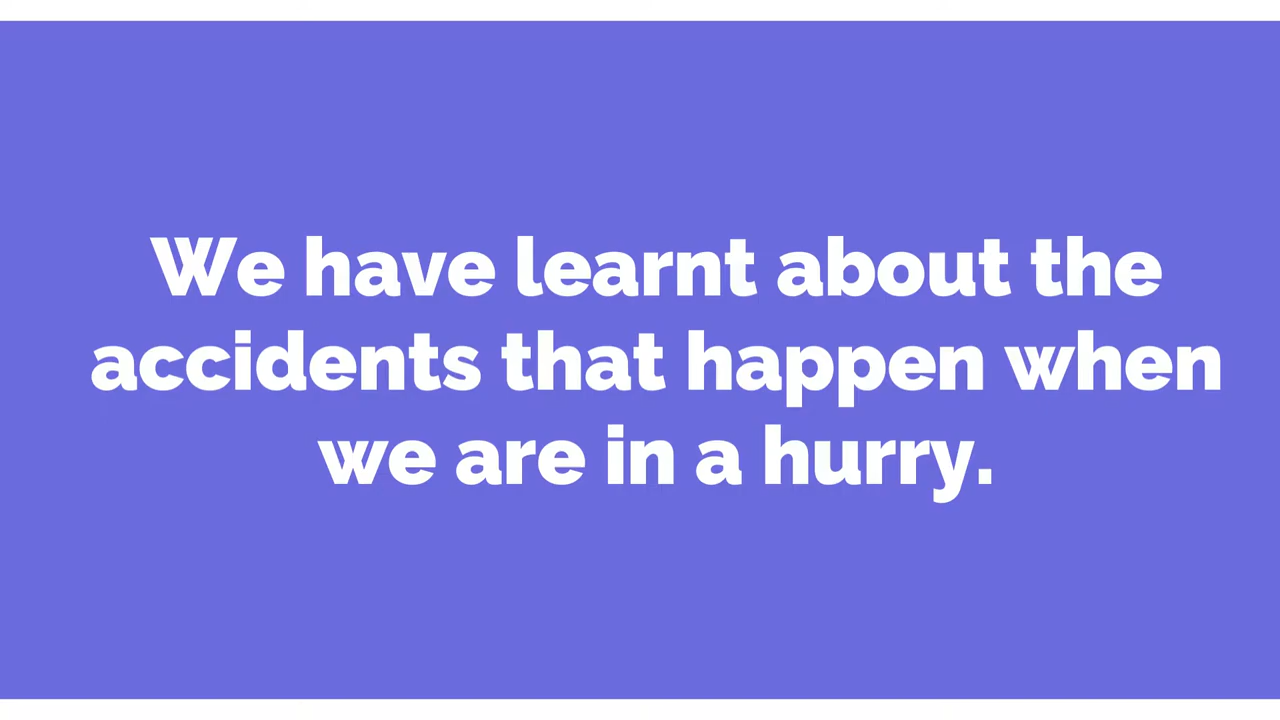 We have learnt about the
accidents that happen when
we are in a hurry.